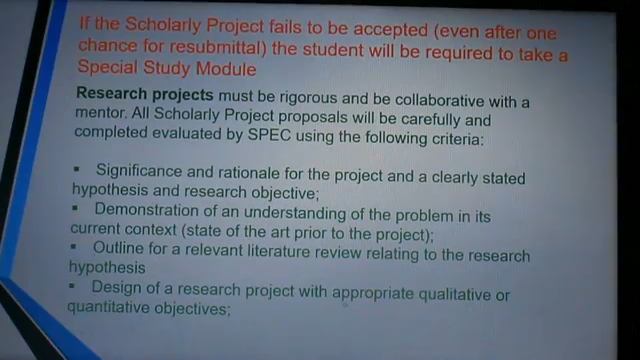 If the Scholarly Project fails to be accepted (even after one
chance for resubmittal) the student will be required to take a
Special Study Module
Research projects must be rigorous and be collaborative with a
mentor. All Scholarly Project proposals will be carefully and
completed evaluated by SPEC using the following criteria:
▪ Significance and rationale for the project and a clearly stated
hypothesis and research objective;
▪ Demonstration of an understanding of the problem in its
current context (state of the art prior to the project);
▪ Outline for a relevant literature review relating to the research
hypothesis
▪ Design of a research project with appropriate qualitative or
quantitative objectives;